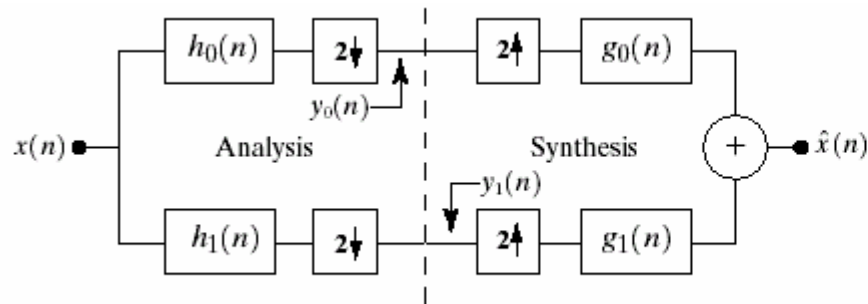 h₀(n) 2↓ 2↑ g₀(n)
y₀(n)
x(n) Analysis Synthesis + x̂(n)
y₁(n)
h₁(n) 2↓ 2↑ g₁(n)